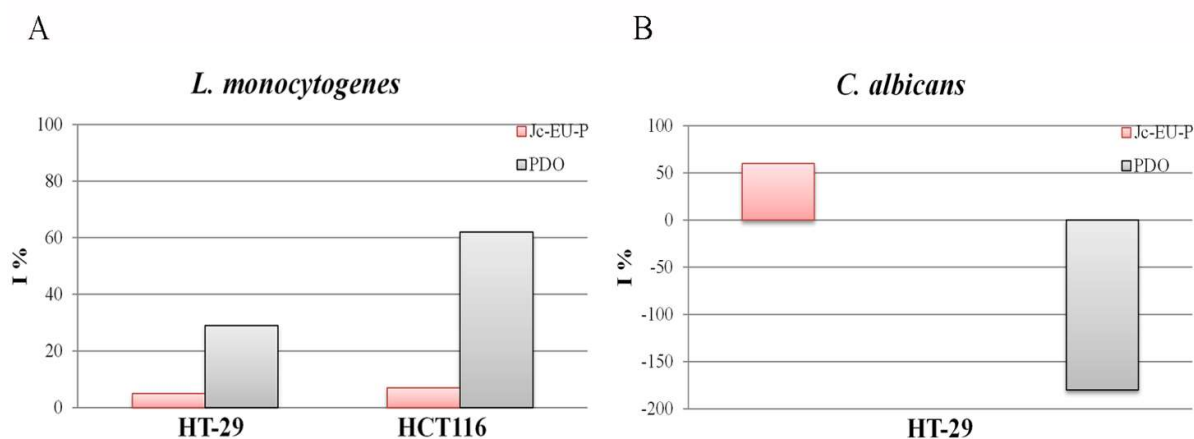 A
L. monocytogenes
100
80
60
40
20
0
I %
HT-29
HCT116
Jc-EU-P
PDO
B
C. albicans
100
50
0
-50
-100
-150
-200
I %
HT-29
Jc-EU-P
PDO